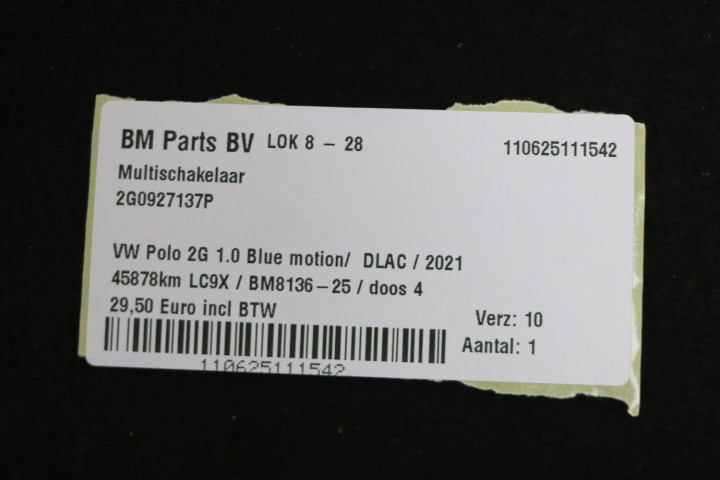 BM Parts BV LOK 8 - 28 110625111542
Multischakelaar
2G0927137P
VW Polo 2G 1.0 Blue motion/ DLAC / 2021
45878km LC9X / BM8136-25 / doos 4
29,50 Euro incl BTW
Verz: 10
Aantal: 1
110625111542